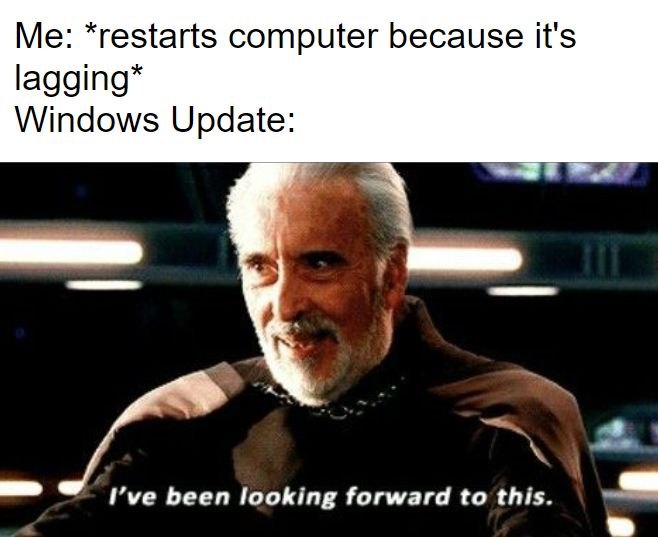 Me: *restarts computer because it's
lagging*
Windows Update:
I've been looking forward to this.